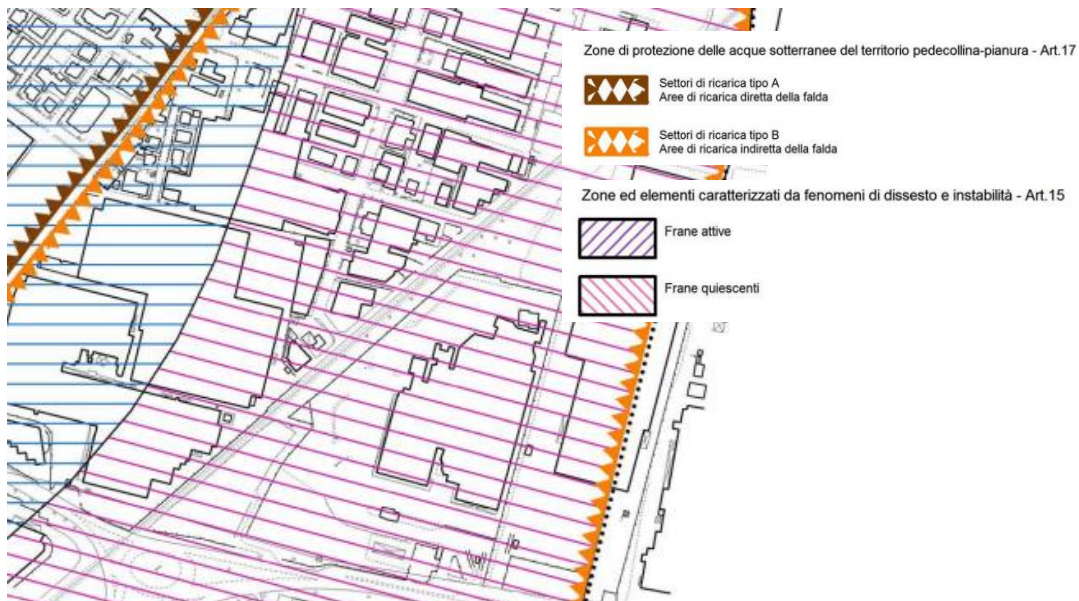 Zone di protezione delle acque sotterranee del territorio pedecollina-pianura - Art.17
Settori di ricarica tipo A
Aree di ricarica diretta della falda
Settori di ricarica tipo B
Aree di ricarica indiretta della falda
Zone ed elementi caratterizzati da fenomeni di dissesto e instabilità - Art.15
Frane attive
Frane quiescenti